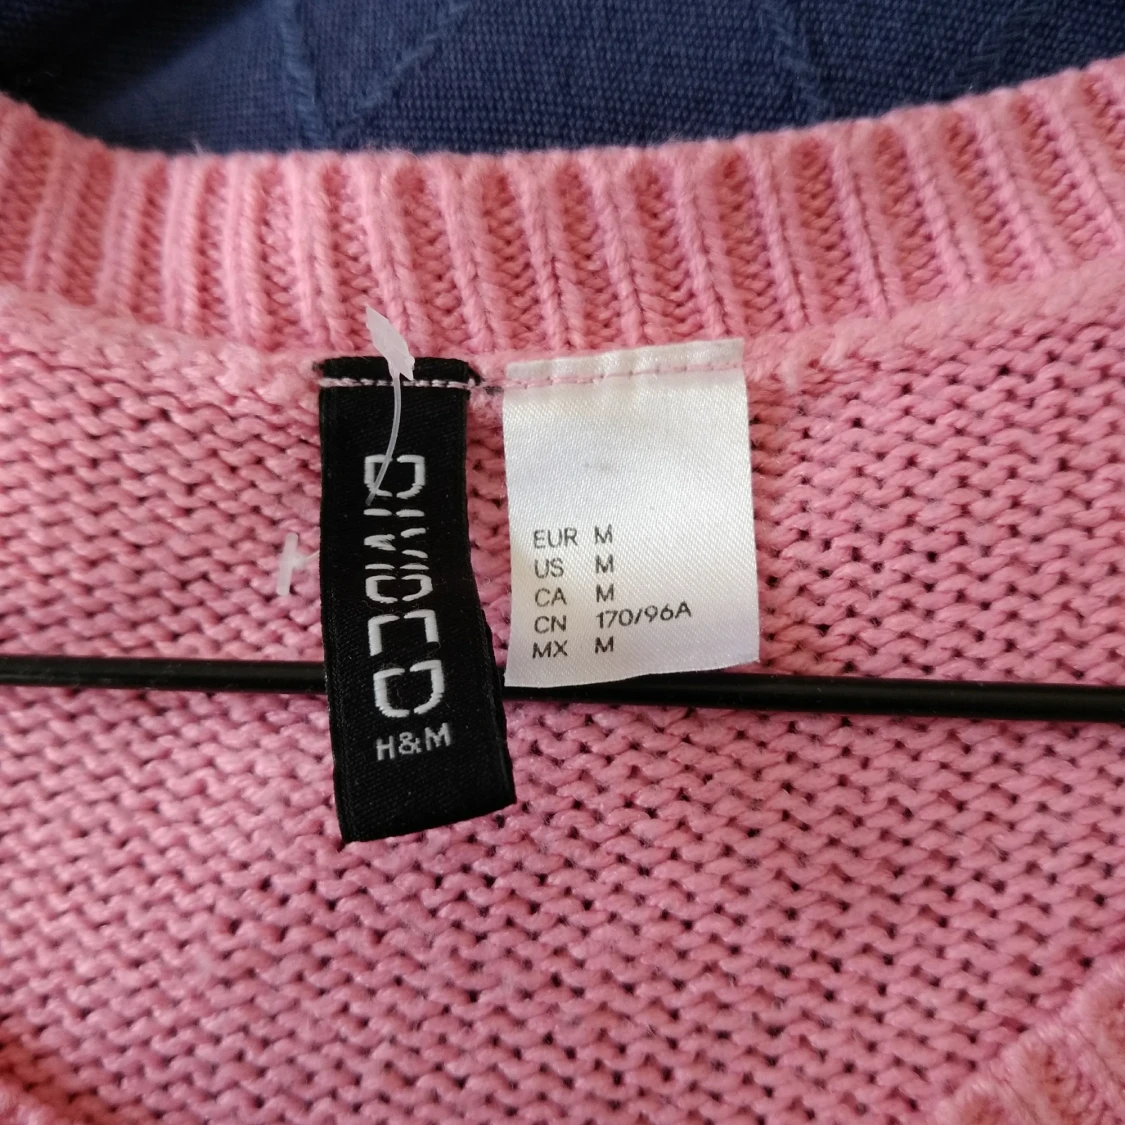 DIVIDED
H&M
EUR M
US M
CA M
CN 170/96A
MX M